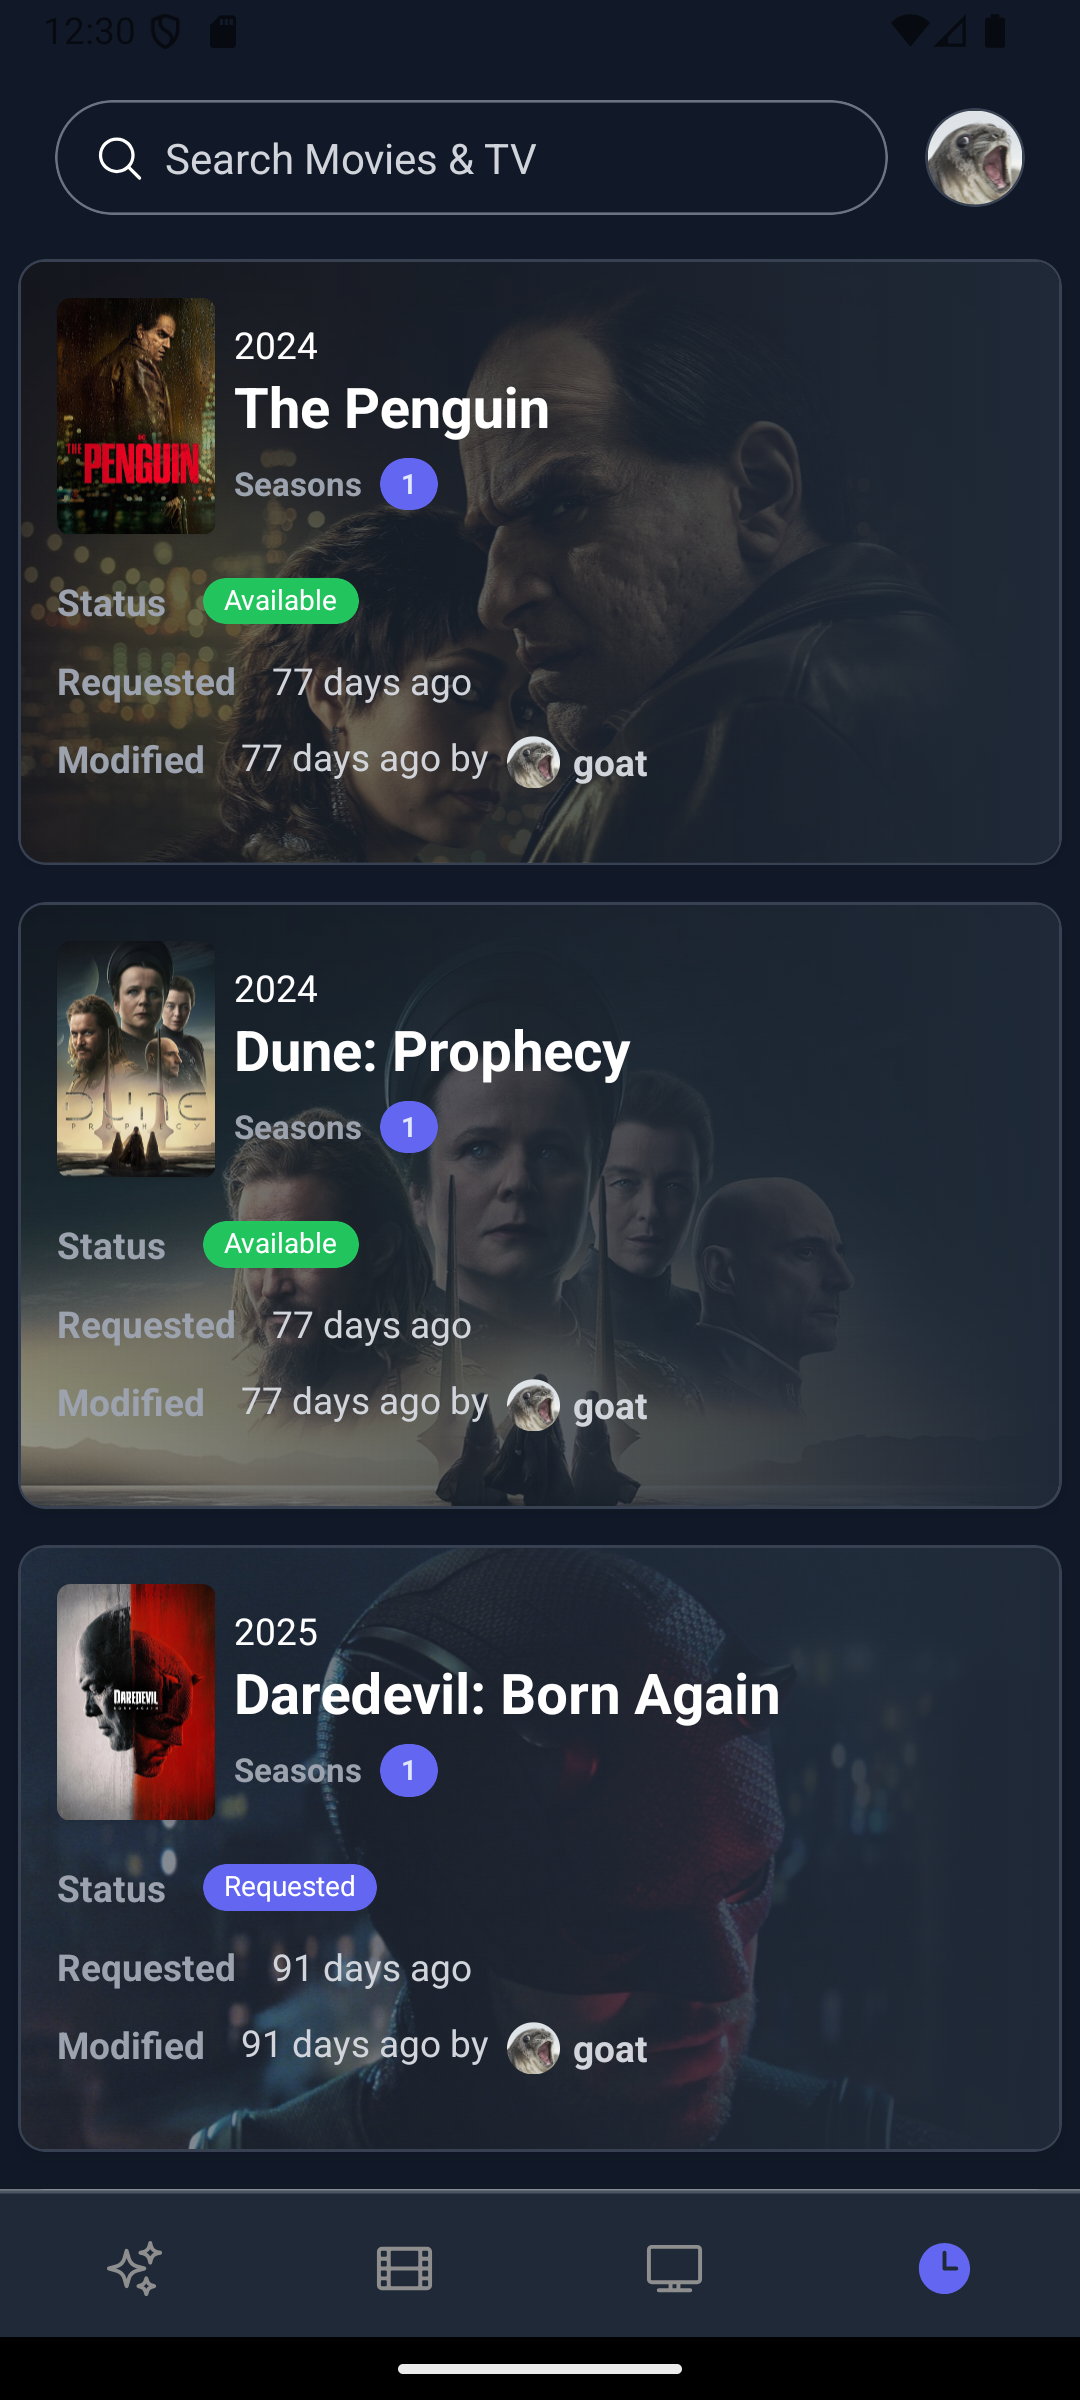 12:30
Search Movies & TV
THE PENGUIN
2024
The Penguin
Seasons 1
Status Available
Requested 77 days ago
Modified 77 days ago by goat
DUNE
PROPHECY
2024
Dune: Prophecy
Seasons 1
Status Available
Requested 77 days ago
Modified 77 days ago by goat
DAREDEVIL
BORN AGAIN
2025
Daredevil: Born Again
Seasons 1
Status Requested
Requested 91 days ago
Modified 91 days ago by goat